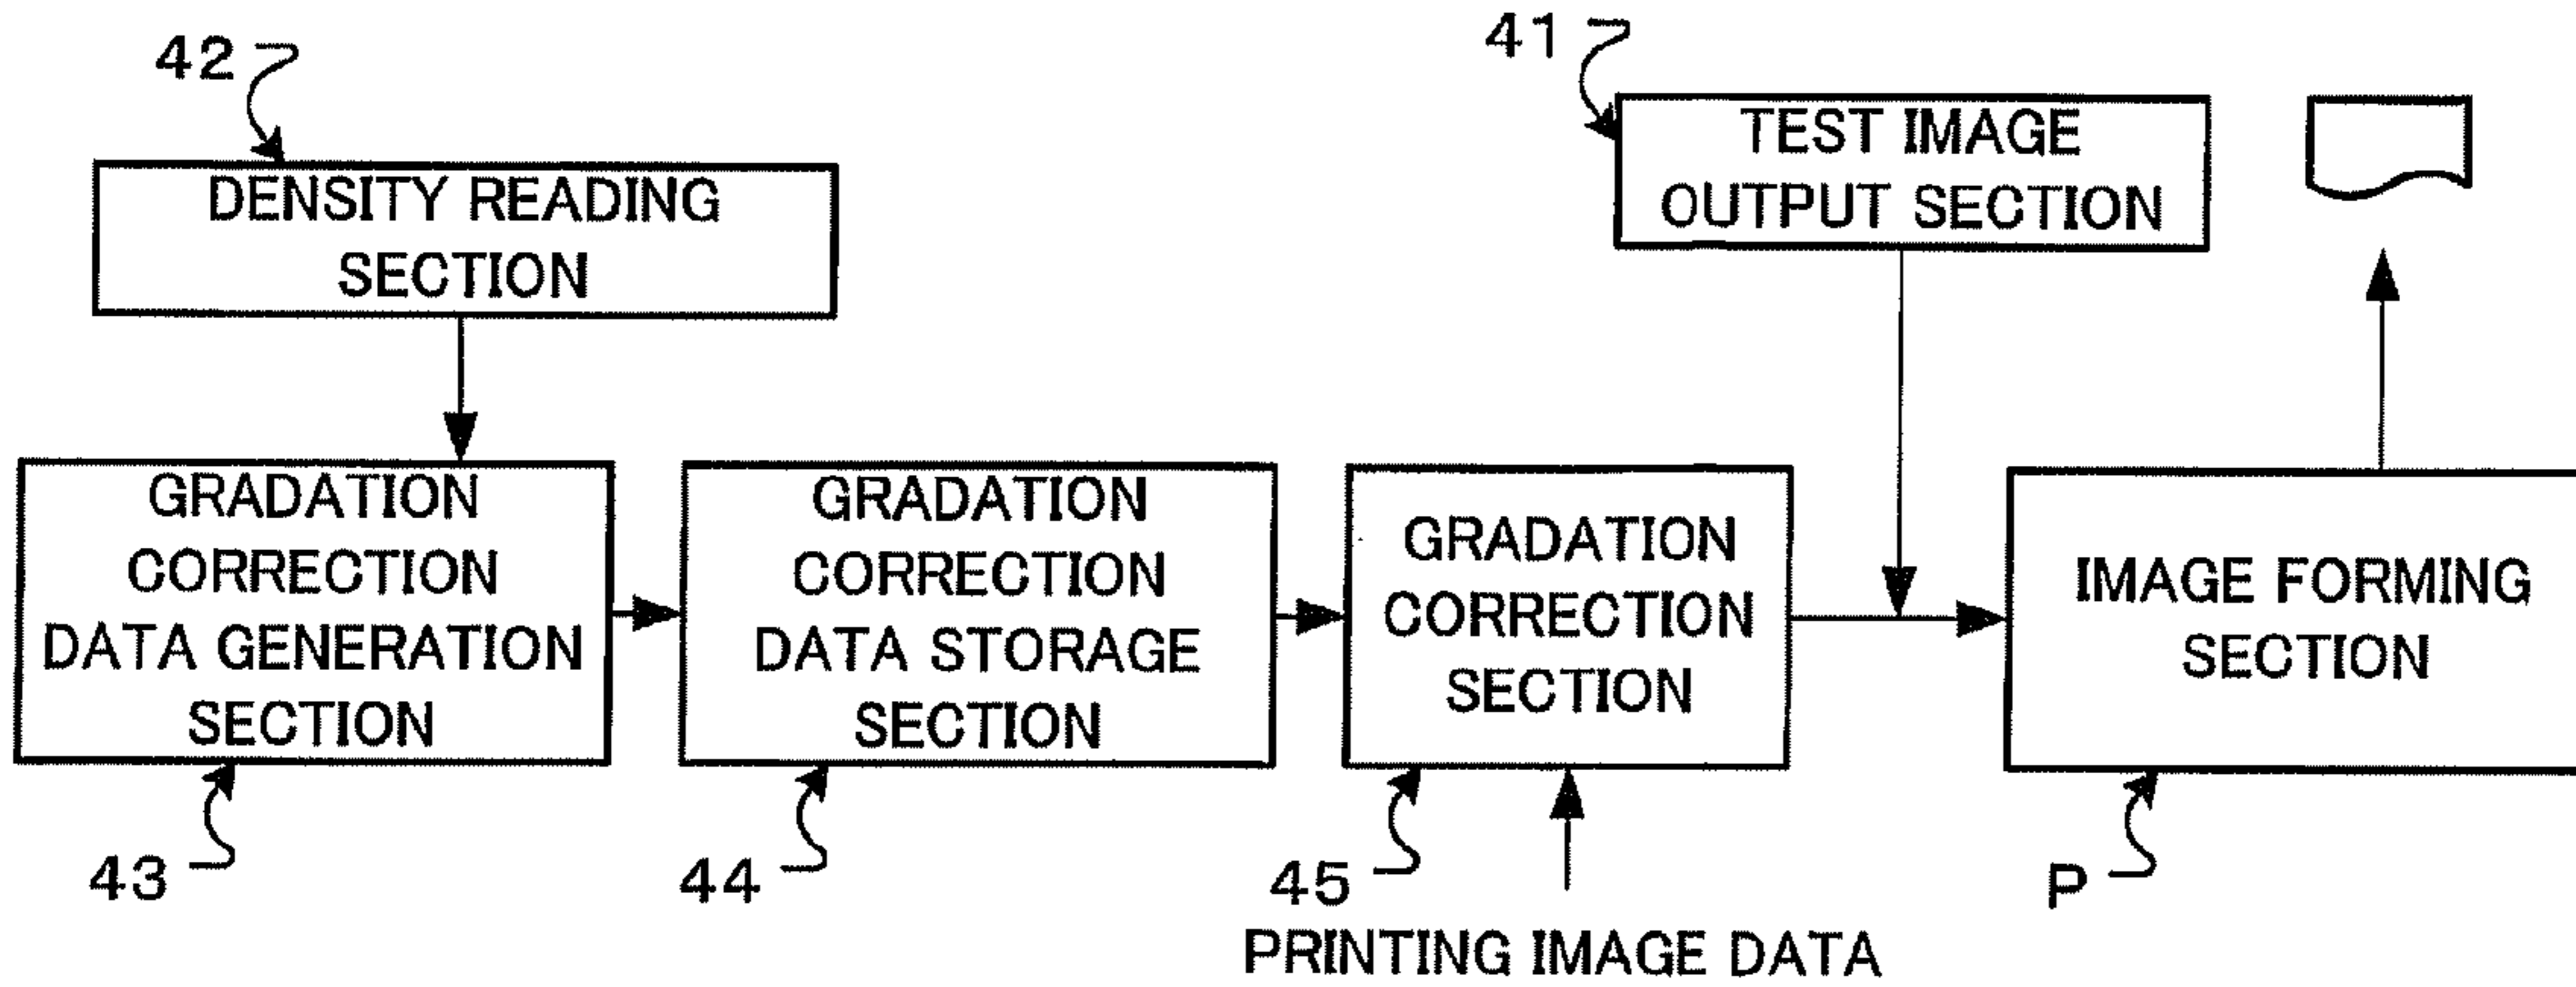 42
41
DENSITY READING
SECTION
TEST IMAGE
OUTPUT SECTION
GRADATION
CORRECTION
DATA GENERATION
SECTION
GRADATION
CORRECTION
DATA STORAGE
SECTION
GRADATION
CORRECTION
SECTION
IMAGE FORMING
SECTION
43
44
45
P
PRINTING IMAGE DATA